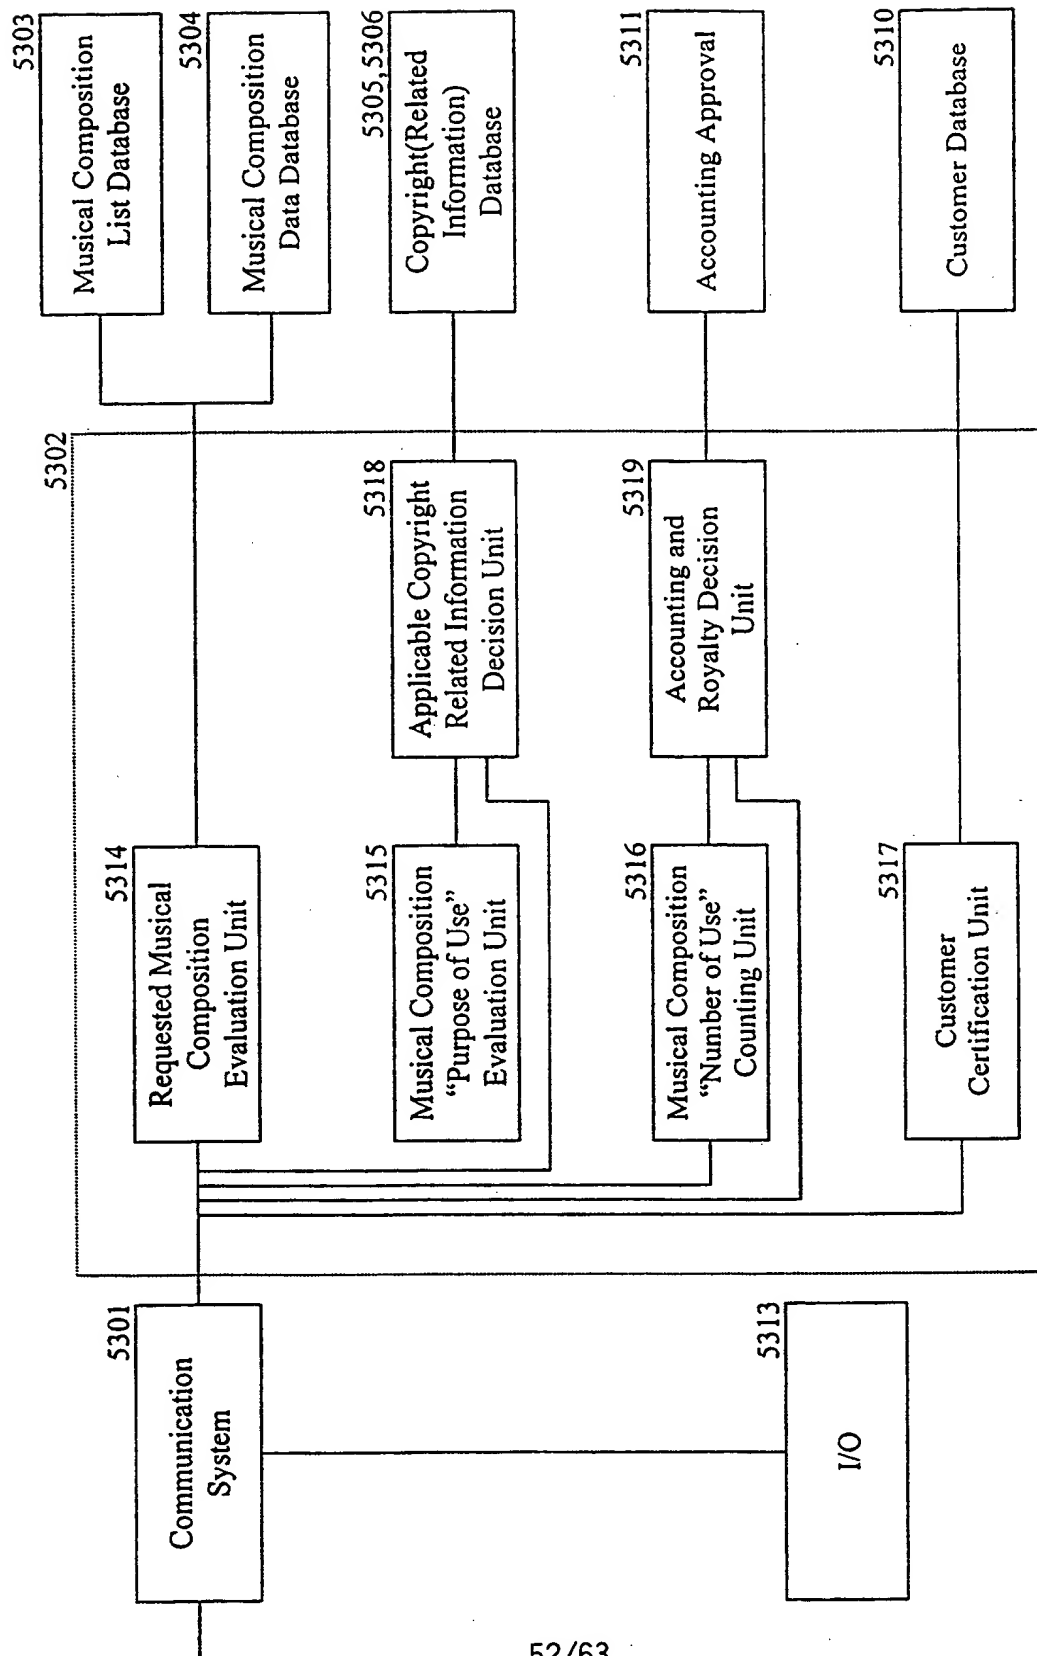 5301
Communication
System
5313
I/O
5302
5314
Requested Musical
Composition
Evaluation Unit
5315
Musical Composition
“Purpose of Use”
Evaluation Unit
5316
Musical Composition
“Number of Use”
Counting Unit
5317
Customer
Certification Unit
5318
Applicable Copyright
Related Information
Decision Unit
5319
Accounting and
Royalty Decision
Unit
5303
Musical Composition
List Database
5304
Musical Composition
Data Database
5305,5306
Copyright(Related
Information)
Database
5311
Accounting Approval
5310
Customer Database
52/63